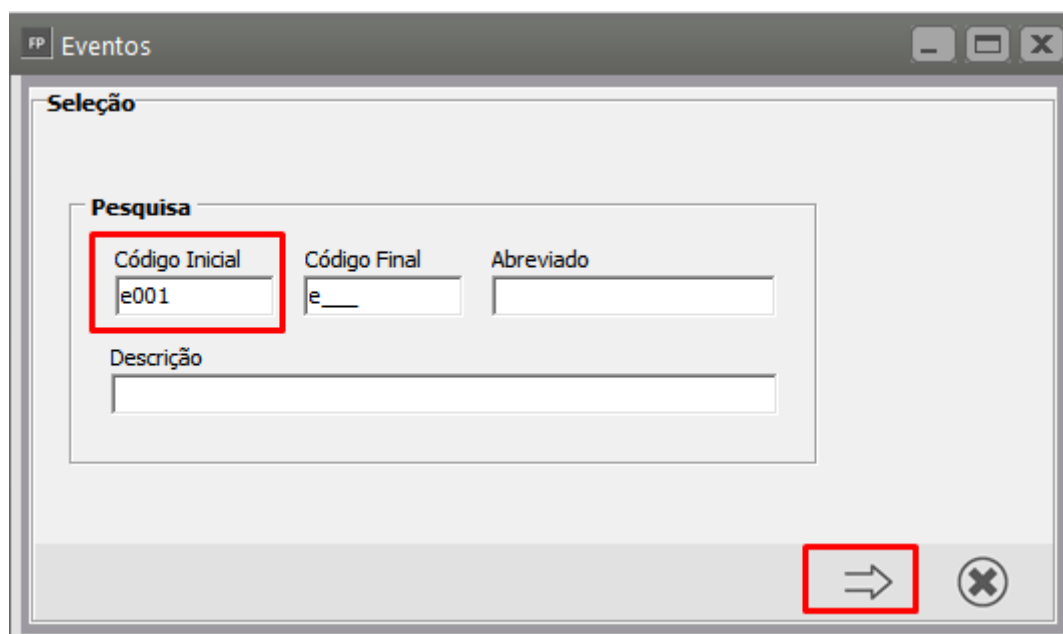 FP Eventos
Seleção
Pesquisa
Código Inicial Código Final Abreviado
e001 e___
Descrição